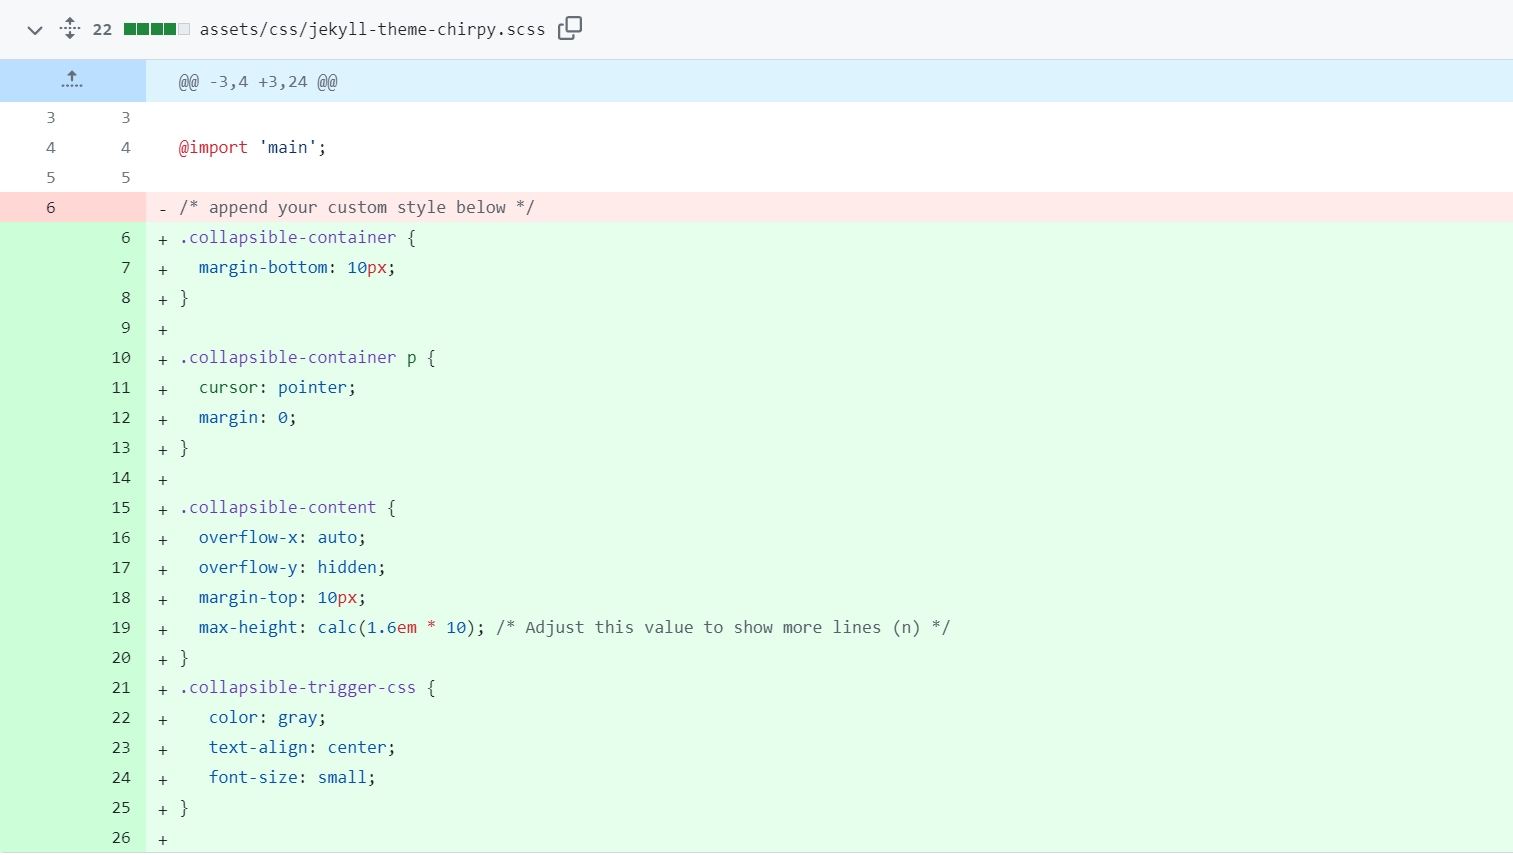 22 assets/css/jekyll-theme-chirpy.scss
@@ -3,4 +3,24 @@
3 3
4 4 @import 'main';
5 5
6 - /* append your custom style below */
6 + .collapsible-container {
7 +   margin-bottom: 10px;
8 + }
9 +
10 + .collapsible-container p {
11 +   cursor: pointer;
12 +   margin: 0;
13 + }
14 +
15 + .collapsible-content {
16 +   overflow-x: auto;
17 +   overflow-y: hidden;
18 +   margin-top: 10px;
19 +   max-height: calc(1.6em * 10); /* Adjust this value to show more lines (n) */
20 + }
21 + .collapsible-trigger-css {
22 +    color: gray;
23 +    text-align: center;
24 +    font-size: small;
25 + }
26 +